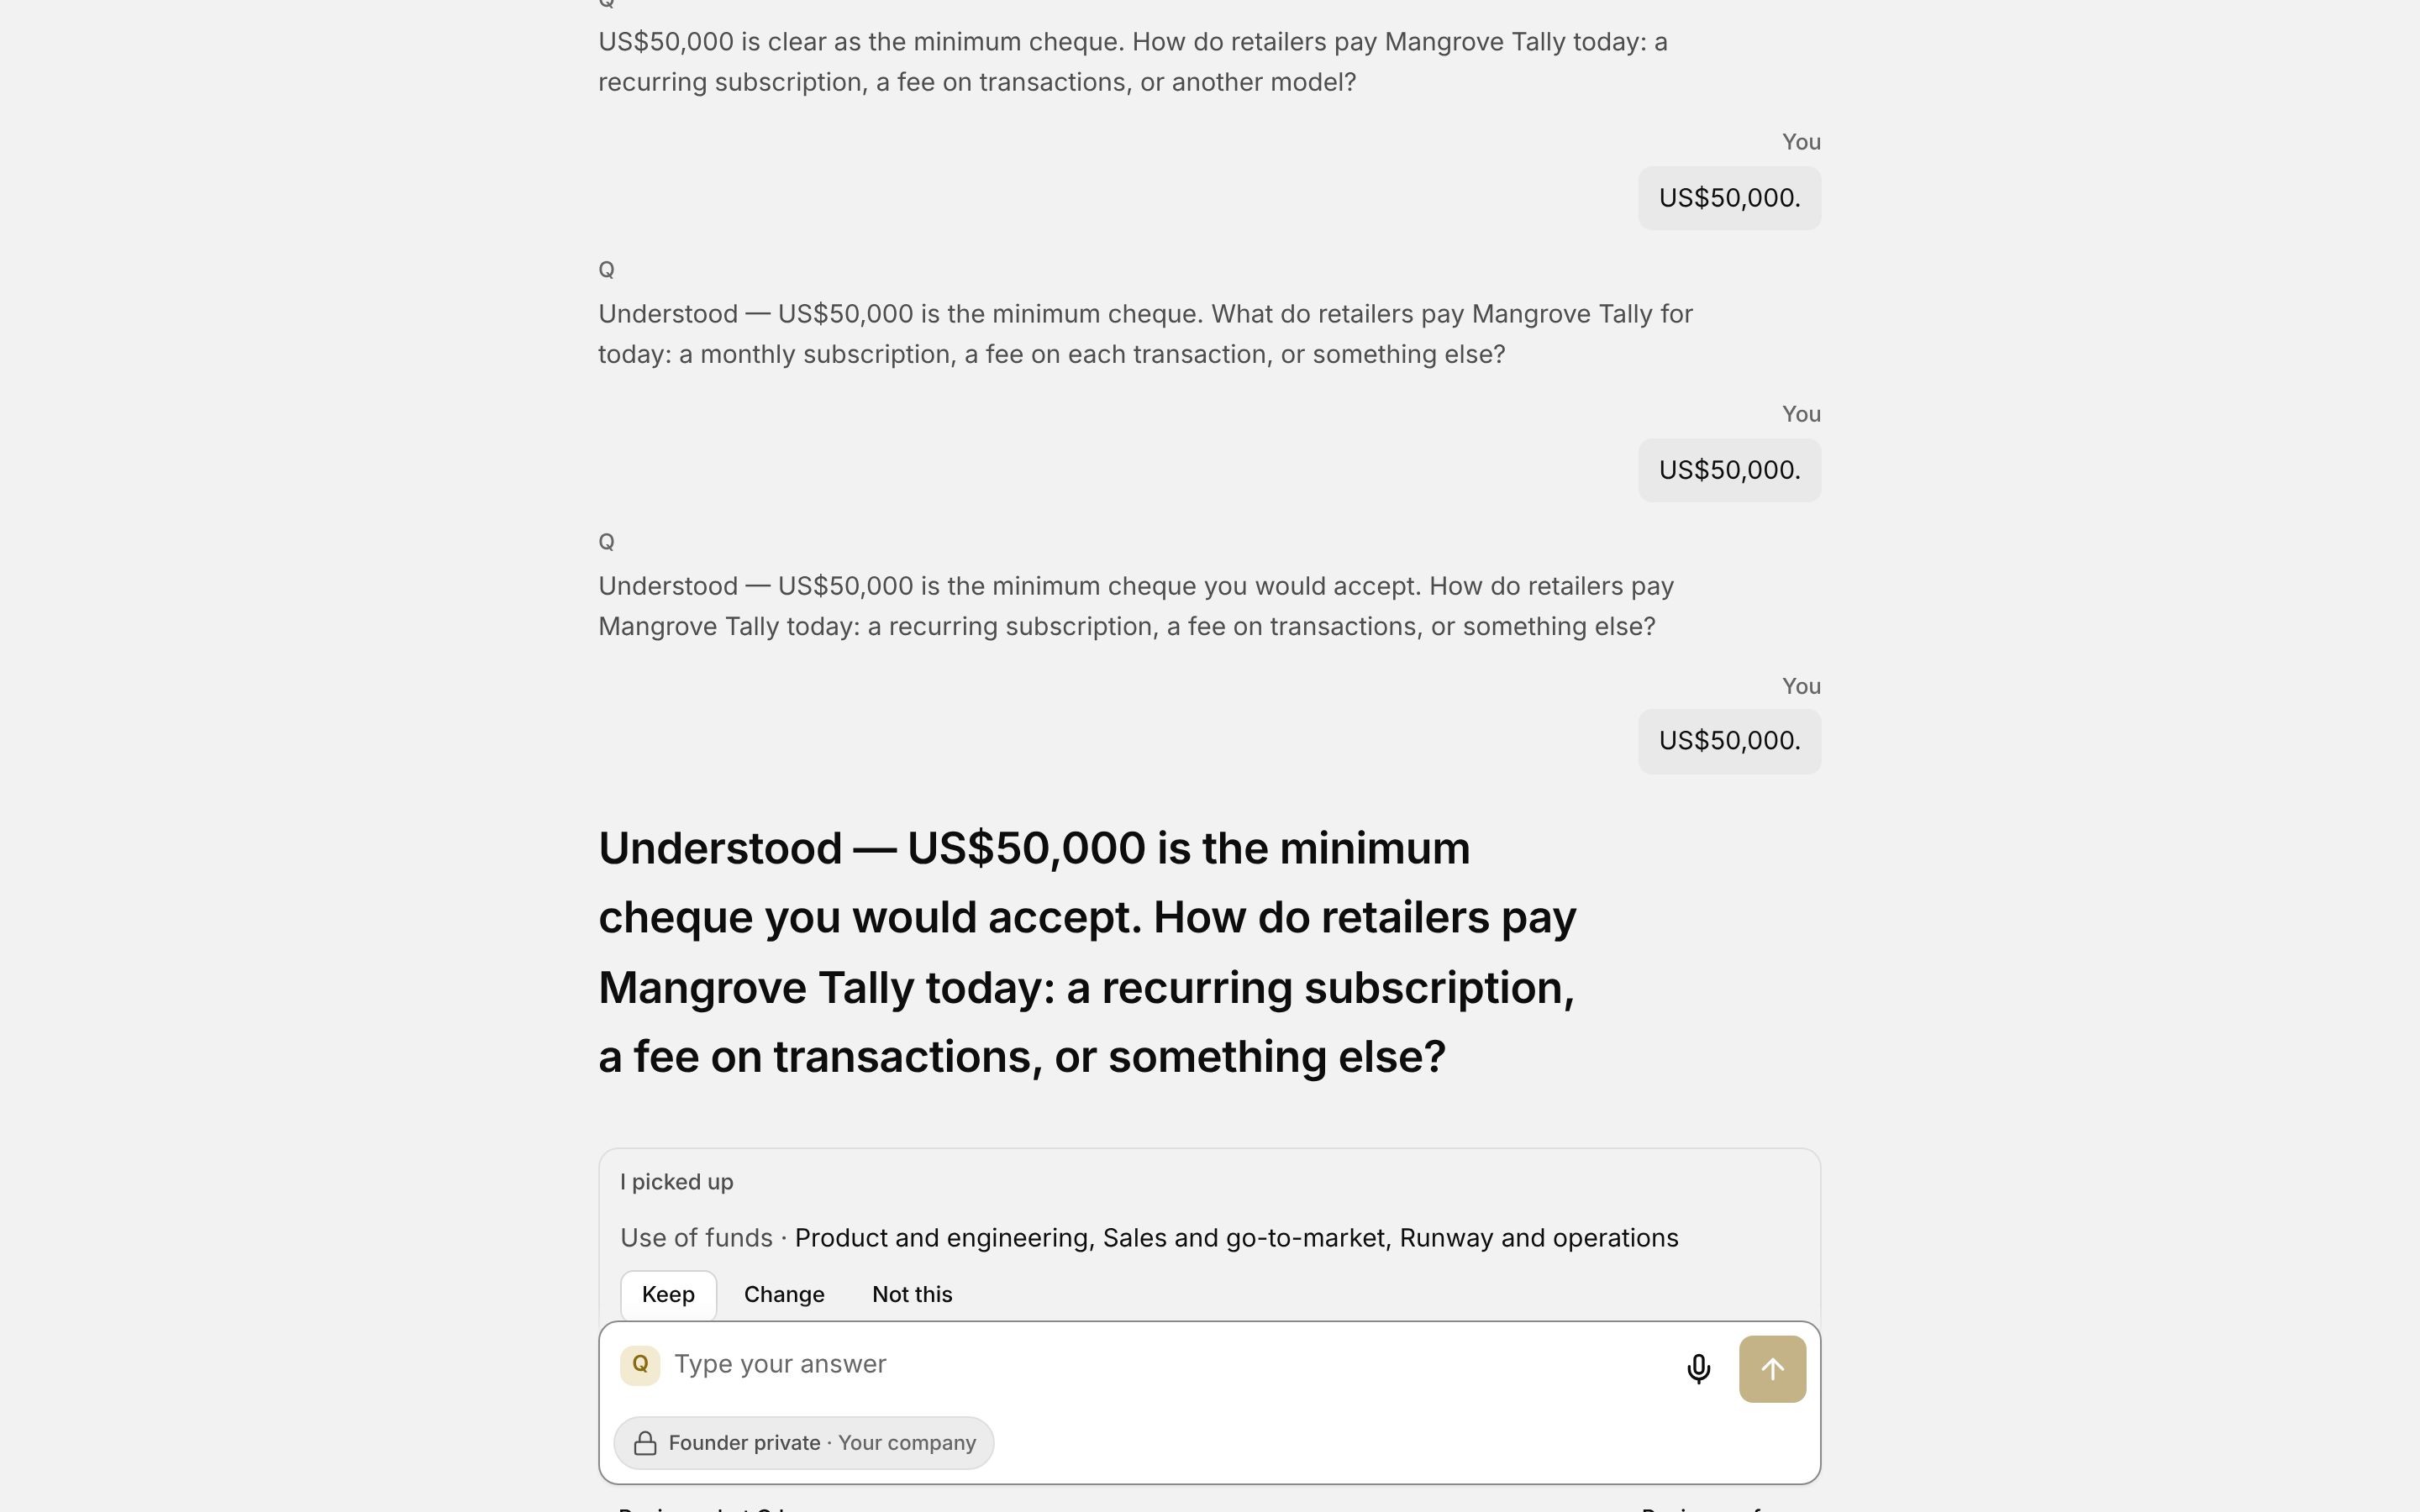 Q
US$50,000 is clear as the minimum cheque. How do retailers pay Mangrove Tally today: a
recurring subscription, a fee on transactions, or another model?
You
US$50,000.
Q
Understood — US$50,000 is the minimum cheque. What do retailers pay Mangrove Tally for
today: a monthly subscription, a fee on each transaction, or something else?
You
US$50,000.
Q
Understood — US$50,000 is the minimum cheque you would accept. How do retailers pay
Mangrove Tally today: a recurring subscription, a fee on transactions, or something else?
You
US$50,000.
Understood — US$50,000 is the minimum
cheque you would accept. How do retailers pay
Mangrove Tally today: a recurring subscription,
a fee on transactions, or something else?
I picked up
Use of funds · Product and engineering, Sales and go-to-market, Runway and operations
Keep Change Not this
Q Type your answer
Founder private · Your company